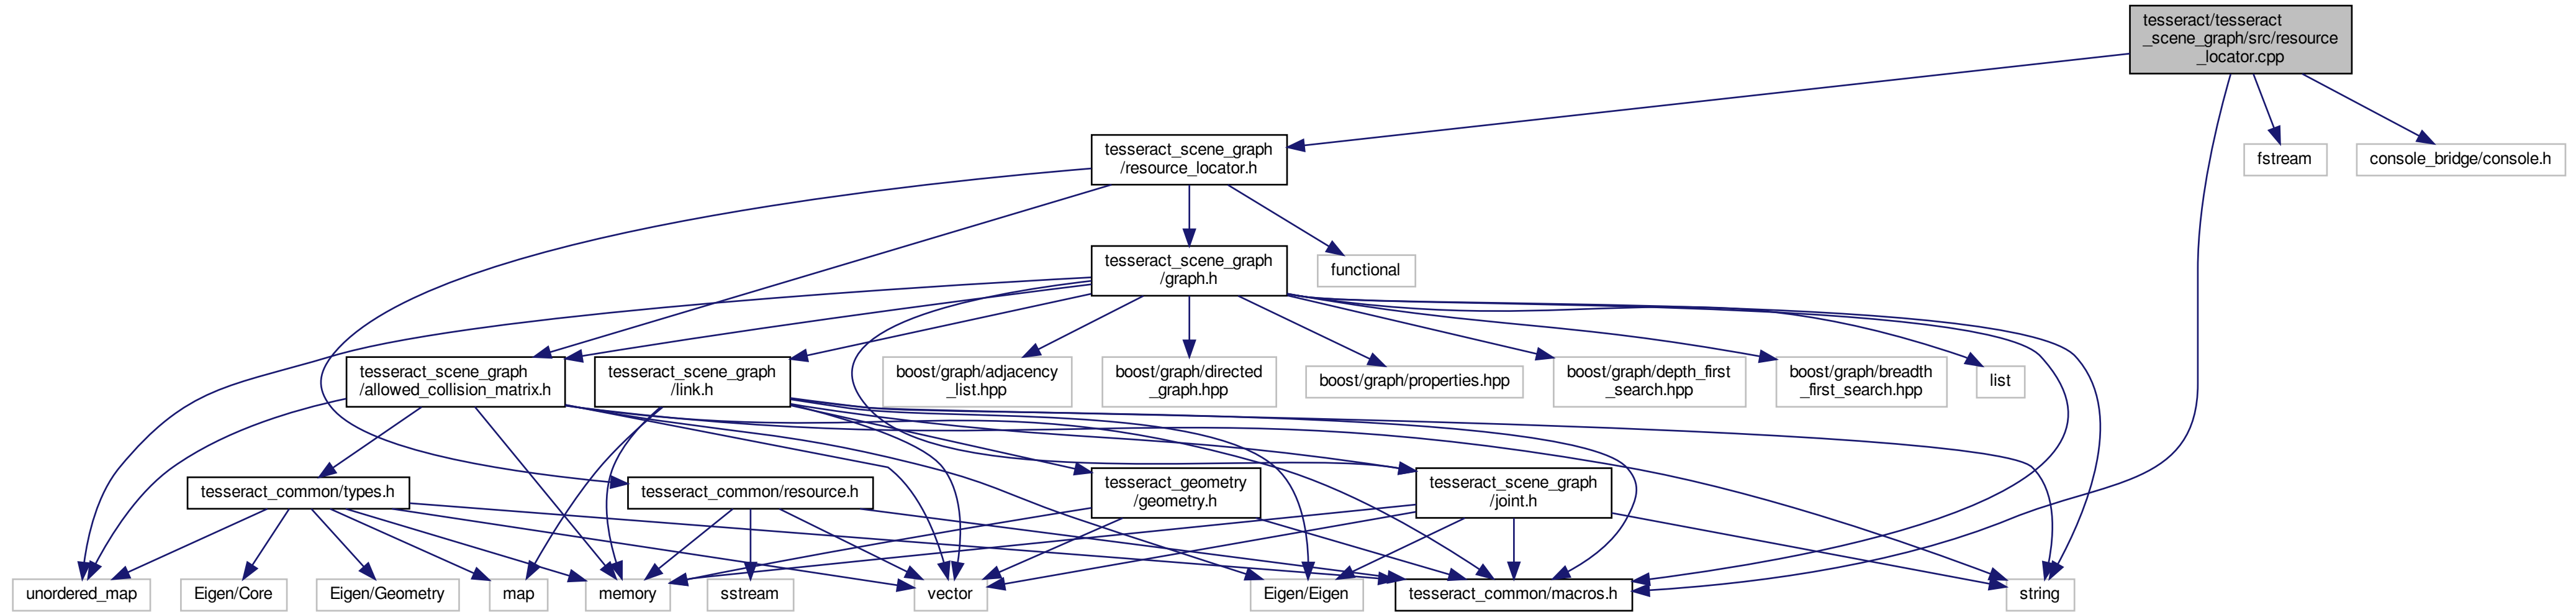 tesseract/tesseract
_scene_graph/src/resource
_locator.cpp
tesseract_scene_graph
/resource_locator.h
fstream
console_bridge/console.h
tesseract_scene_graph
/graph.h
functional
tesseract_scene_graph
/allowed_collision_matrix.h
tesseract_scene_graph
/link.h
boost/graph/adjacency
_list.hpp
boost/graph/directed
_graph.hpp
boost/graph/properties.hpp
boost/graph/depth_first
_search.hpp
boost/graph/breadth
_first_search.hpp
list
tesseract_common/types.h
tesseract_common/resource.h
tesseract_geometry
/geometry.h
tesseract_scene_graph
/joint.h
unordered_map
Eigen/Core
Eigen/Geometry
map
memory
sstream
vector
Eigen/Eigen
tesseract_common/macros.h
string